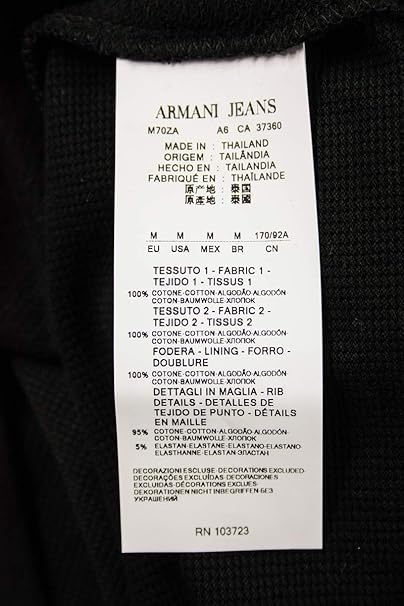 ARMANI JEANS
M70ZA A6 CA 37360
MADE IN : THAILAND
ORIGEM : TAILÂNDIA
HECHO EN : TAILANDIA
FABRIQUÉ EN : THAÏLANDE
原产地 : 泰国
原產地 : 泰國
M M M M 170/92A
EU USA MEX BR CN
TESSUTO 1 - FABRIC 1 -
TEJIDO 1 - TISSUS 1
100% COTONE-COTTON-ALGODÃO-ALGODÓN
COTON-BAUMWOLLE-ХЛОПОК
TESSUTO 2 - FABRIC 2 -
TEJIDO 2 - TISSUS 2
100% COTONE-COTTON-ALGODÃO-ALGODÓN
COTON-BAUMWOLLE-ХЛОПОК
FODERA - LINING - FORRO -
DOUBLURE
100% COTONE-COTTON-ALGODÃO-ALGODÓN
COTON-BAUMWOLLE-ХЛОПОК
DETTAGLI IN MAGLIA - RIB
DETAILS - DETALLES DE
TEJIDO DE PUNTO - DÉTAILS
EN MAILLE
95% COTONE-COTTON-ALGODÃO-ALGODÓN
COTON-BAUMWOLLE-ХЛОПОК
5% ELASTAN-ELASTANE-ELASTANO-ELASTANO
ELASTHANNE-ELASTAN-ЭЛАСТАН
DECORAZIONI ESCLUSE-DECORATIONS EXCLUDED-
DECORAÇÕES EXCLUÍDAS DECORACIONES
EXCLUIDAS-DÉCORATIONS EXCLUES-
DEKORATIONEN NICHT INBEGRIFFEN-БЕЗ
УКРАШЕНИЙ
RN 103723